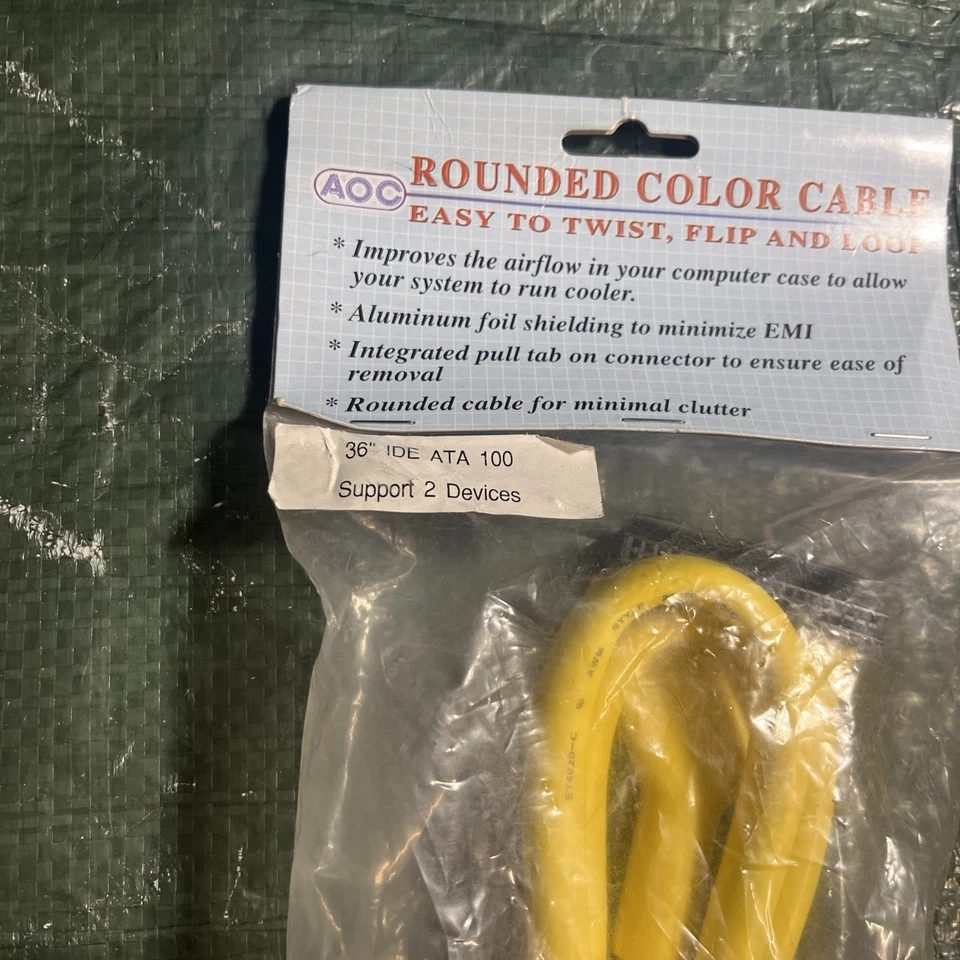 AOC
ROUNDED COLOR CABLE
EASY TO TWIST, FLIP AND LOOP
* Improves the airflow in your computer case to allow
your system to run cooler.
* Aluminum foil shielding to minimize EMI
* Integrated pull tab on connector to ensure ease of
removal
* Rounded cable for minimal clutter
36" IDE ATA 100
Support 2 Devices
AWM